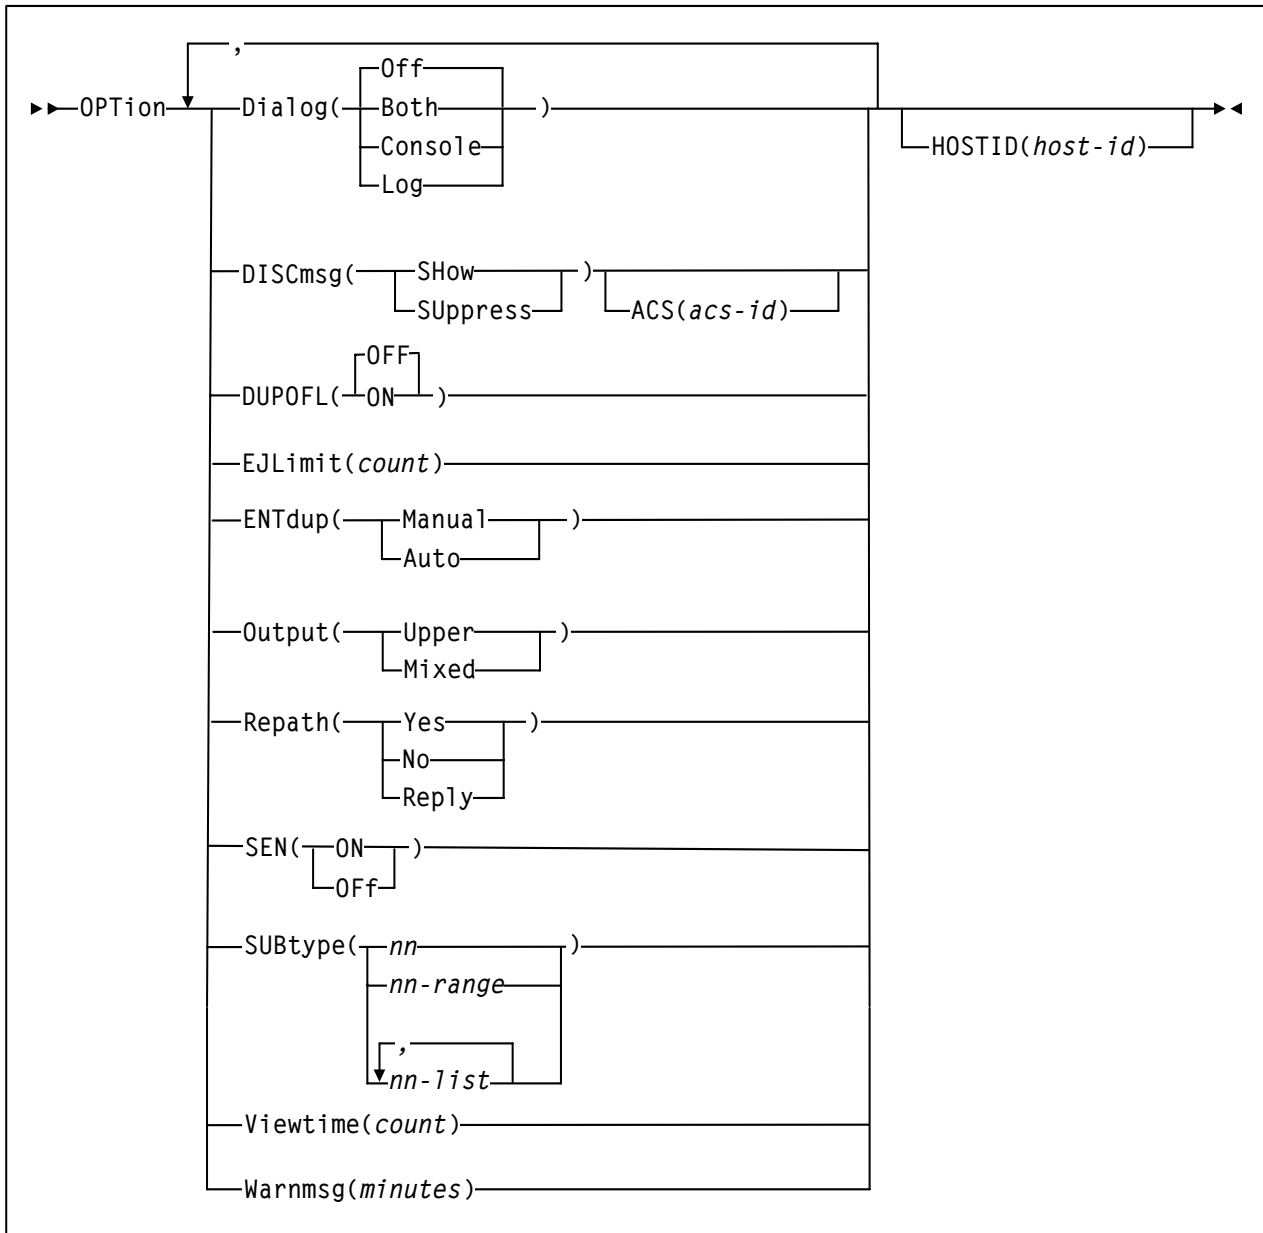 ,
Off
OPTion Dialog( Both )
Console
HOSTID(host-id)
Log
DISCmsg( SHow )
SUppress ACS(acs-id)
OFF
DUPOFL( ON )
EJLimit(count)
ENTdup( Manual )
Auto
Output( Upper )
Mixed
Repath( Yes )
No
Reply
SEN( ON )
OFf
SUBtype( nn )
nn-range
,
nn-list
Viewtime(count)
Warnmsg(minutes)